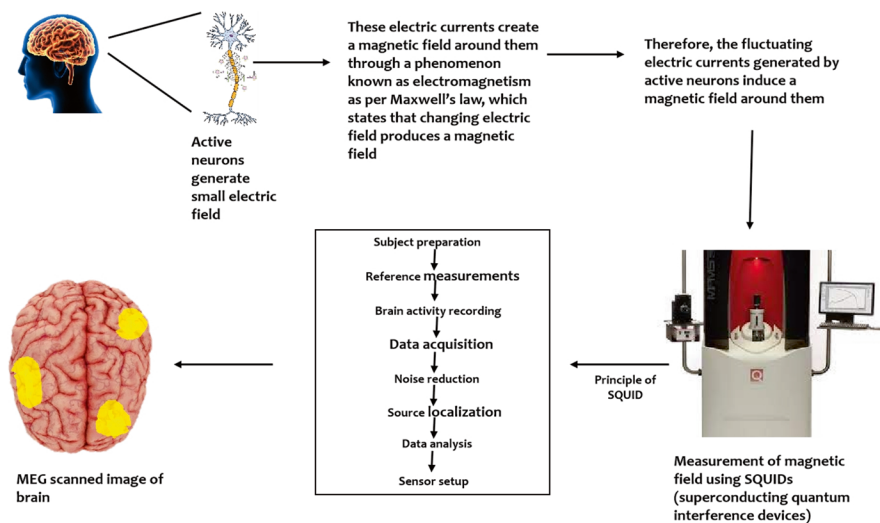 Active
neurons
generate
small electric
field
These electric currents create
a magnetic field around them
through a phenomenon
known as electromagnetism
as per Maxwell's law, which
states that changing electric
field produces a magnetic
field
Therefore, the fluctuating
electric currents generated by
active neurons induce a
magnetic field around them
Measurement of magnetic
field using SQUIDs
(superconducting quantum
interference devices)
Principle of
SQUID
Subject preparation
Reference measurements
Brain activity recording
Data acquisition
Noise reduction
Source localization
Data analysis
Sensor setup
MEG scanned image of
brain